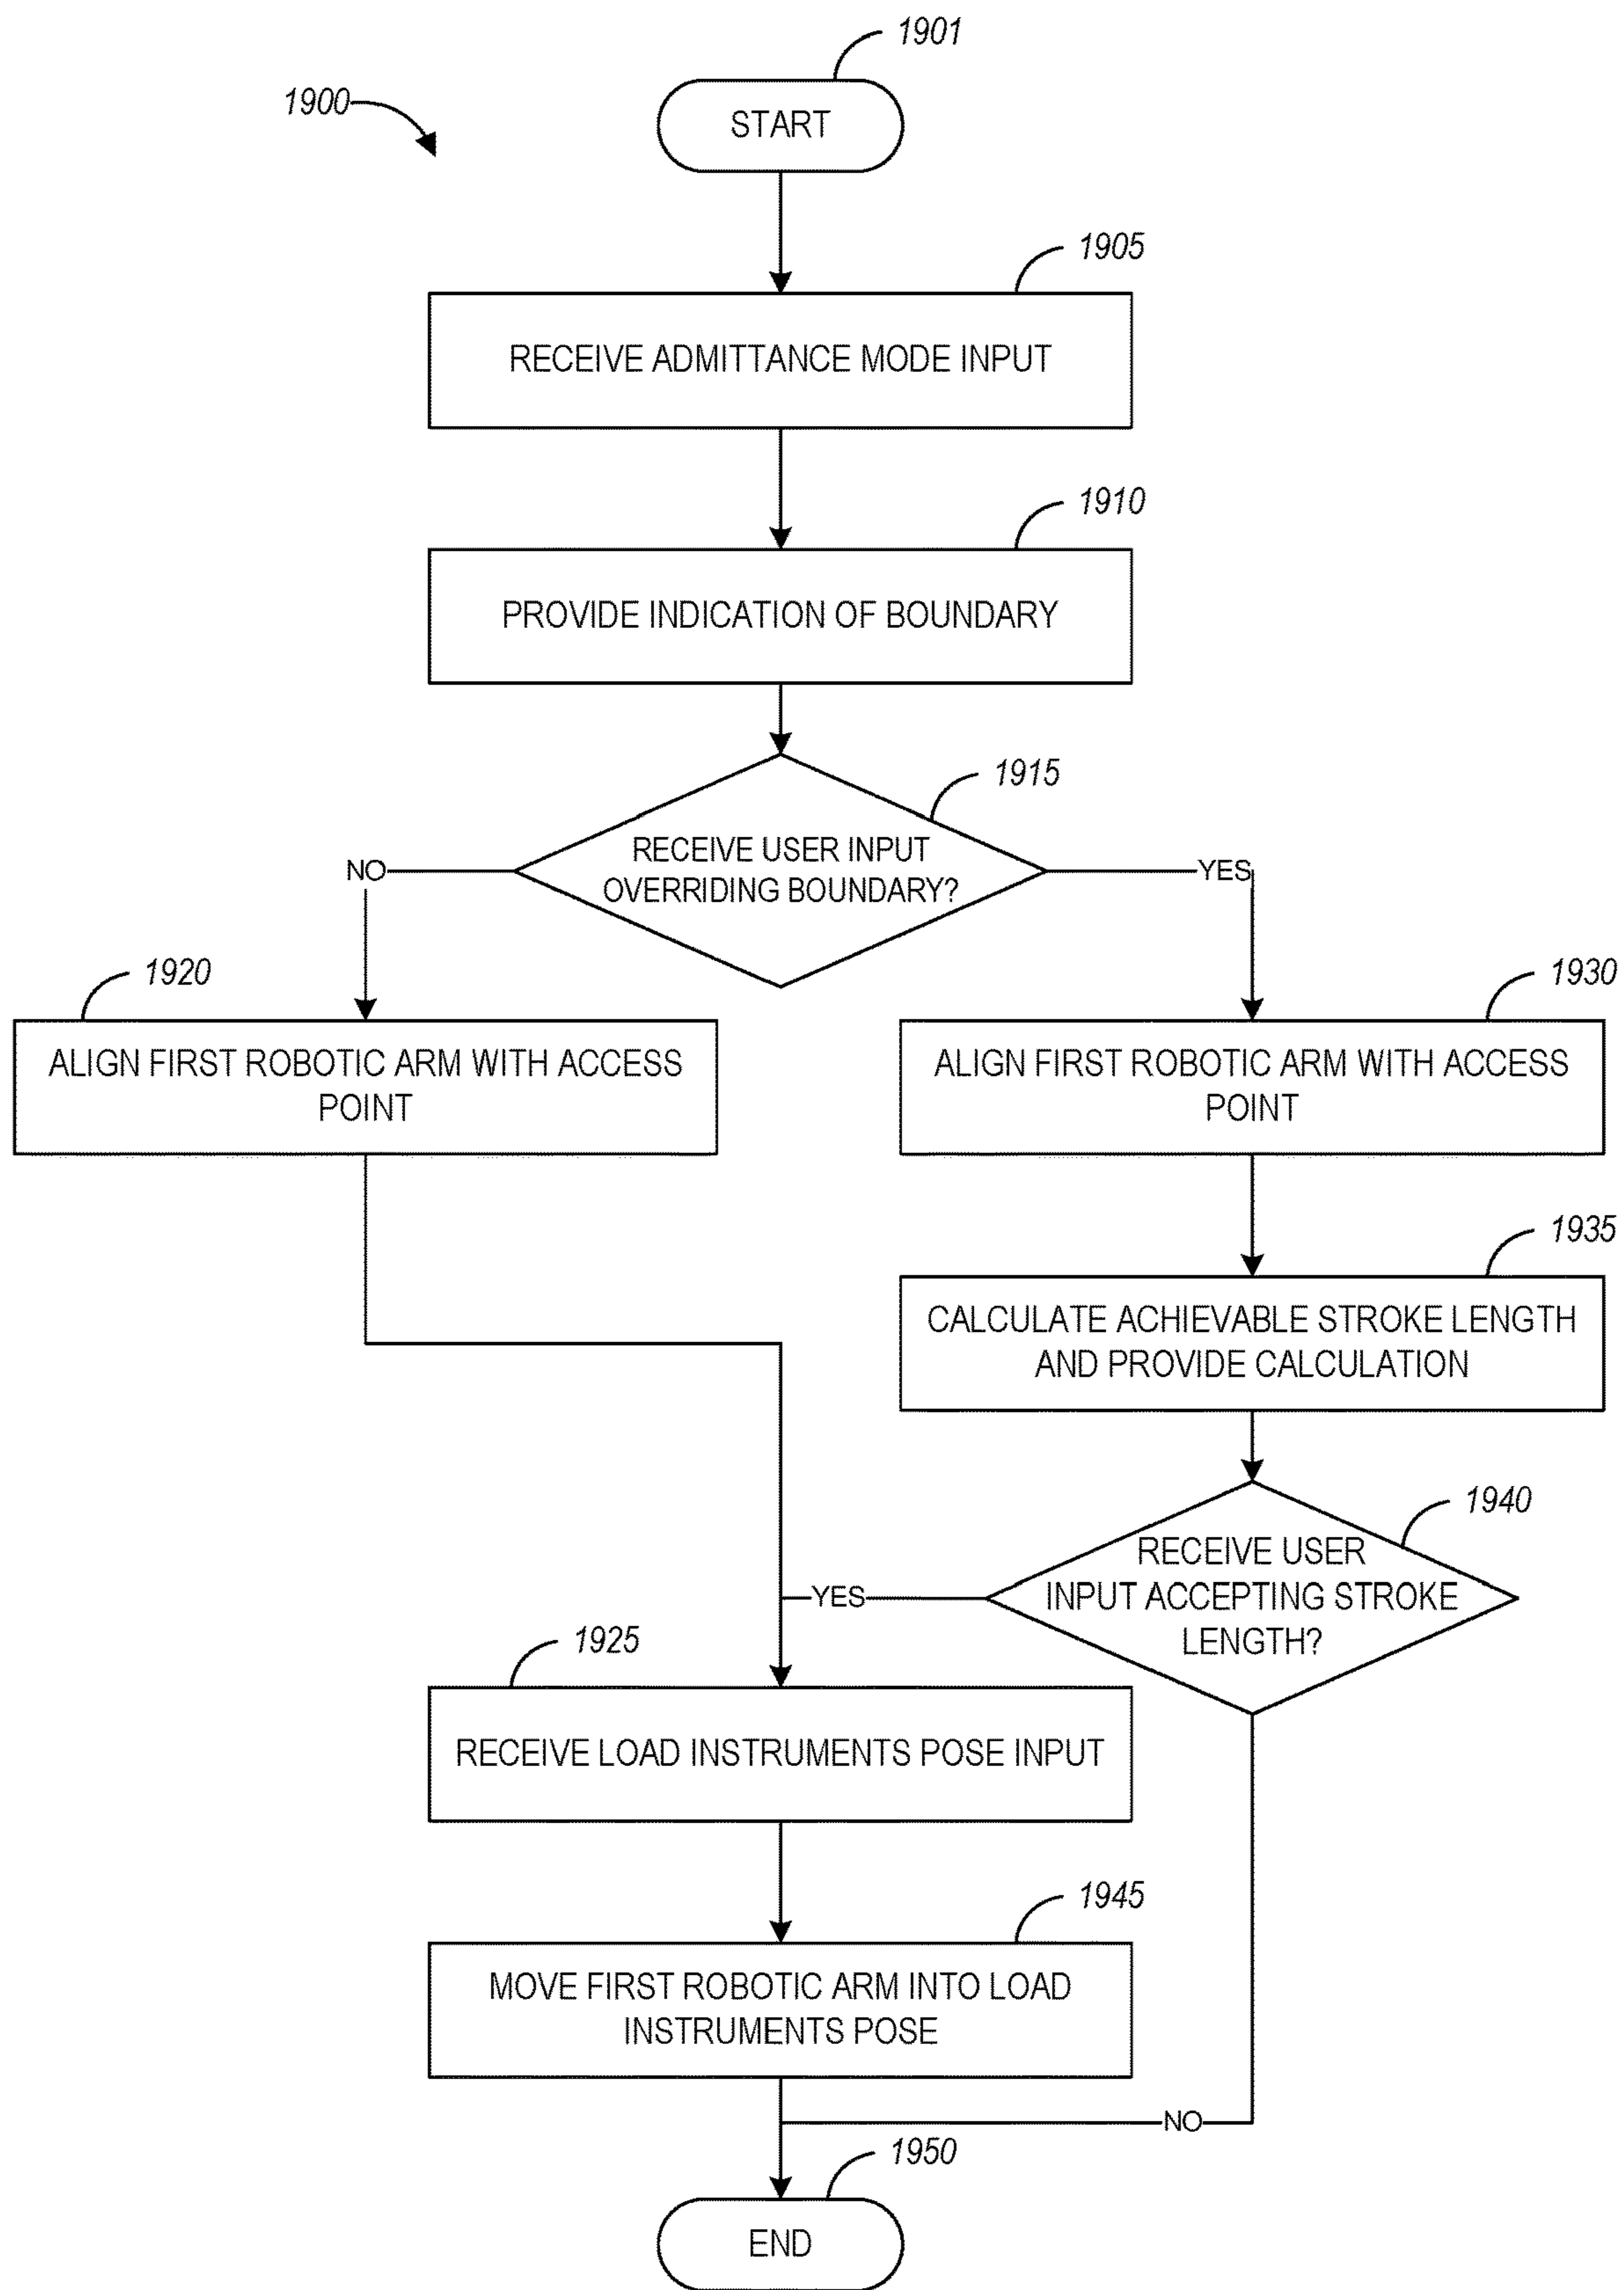 1901
1900
START
1905
RECEIVE ADMITTANCE MODE INPUT
1910
PROVIDE INDICATION OF BOUNDARY
1915
RECEIVE USER INPUT
OVERRIDING BOUNDARY?
NO
YES
1920
1930
ALIGN FIRST ROBOTIC ARM WITH ACCESS
POINT
ALIGN FIRST ROBOTIC ARM WITH ACCESS
POINT
1935
CALCULATE ACHIEVABLE STROKE LENGTH
AND PROVIDE CALCULATION
1940
RECEIVE USER
INPUT ACCEPTING STROKE
LENGTH?
YES
1925
RECEIVE LOAD INSTRUMENTS POSE INPUT
1945
MOVE FIRST ROBOTIC ARM INTO LOAD
INSTRUMENTS POSE
NO
1950
END